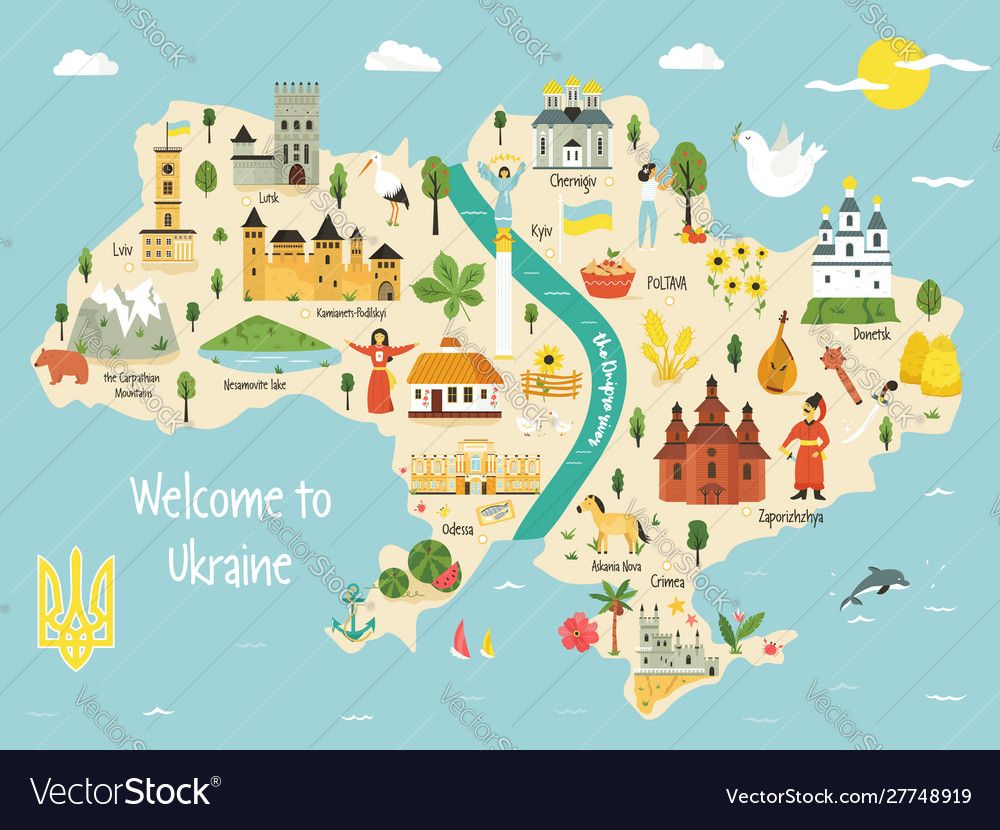 Lutsk
Chernigiv
Lviv
Kyiv
POLTAVA
Kamianets-Podilskyi
Donetsk
the Dnipro river
the Carpathian
Mountains
Nesamovite lake
Welcome to
Ukraine
Odessa
Zaporizhzhya
Askania Nova
Crimea
VectorStock®
VectorStock.com/27748919